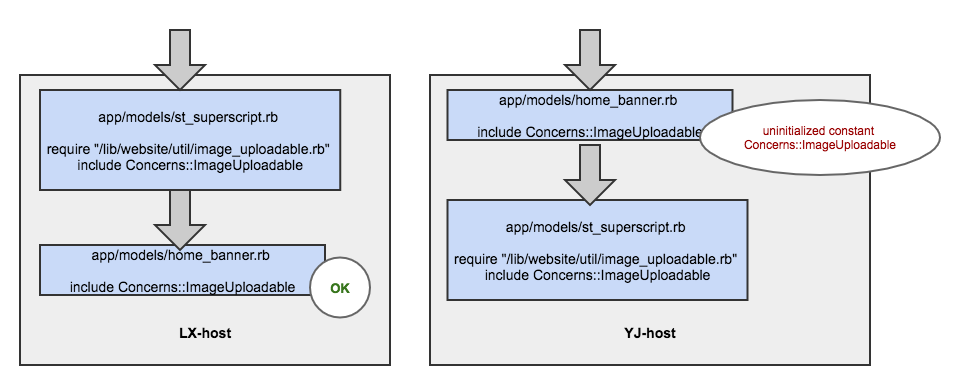 app/models/st_superscript.rb
require "/lib/website/util/image_uploadable.rb"
include Concerns::ImageUploadable
app/models/home_banner.rb
include Concerns::ImageUploadable
OK
LX-host
app/models/home_banner.rb
include Concerns::ImageUploadable
uninitialized constant
Concerns::ImageUploadable
app/models/st_superscript.rb
require "/lib/website/util/image_uploadable.rb"
include Concerns::ImageUploadable
YJ-host